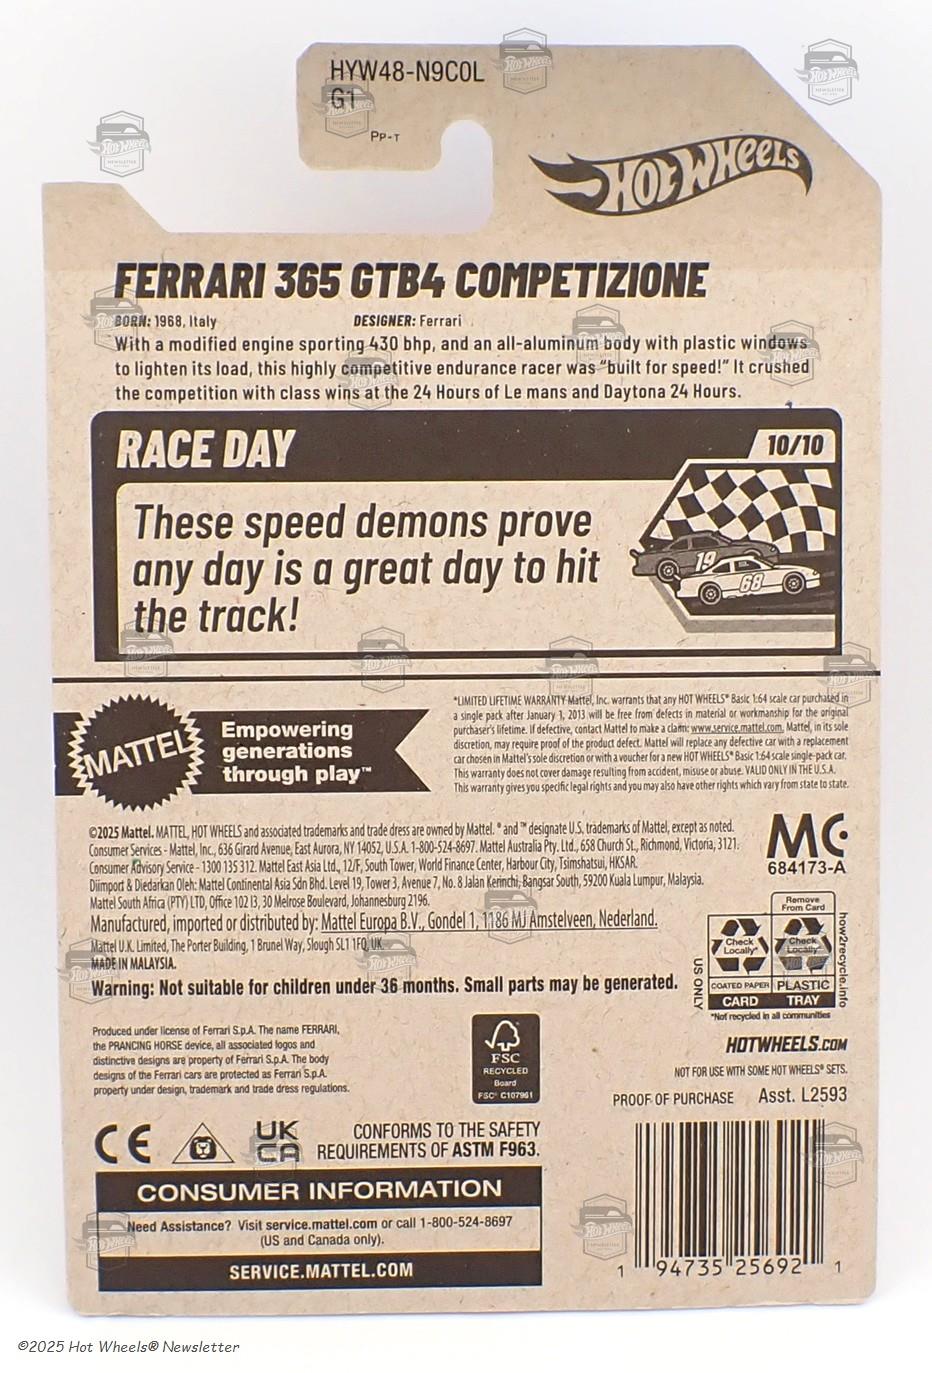 HYW48-N9C0L
G1
PP-T
HOT WHEELS
FERRARI 365 GTB4 COMPETIZIONE
BORN: 1968, Italy DESIGNER: Ferrari
With a modified engine sporting 430 bhp, and an all-aluminum body with plastic windows
to lighten its load, this highly competitive endurance racer was "built for speed!" It crushed
the competition with class wins at the 24 Hours of Le mans and Daytona 24 Hours.
RACE DAY
10/10
These speed demons prove
any day is a great day to hit
the track!
19
68
MATTEL
Empowering
generations
through play™
*LIMITED LIFETIME WARRANTY Mattel, Inc. warrants that any HOT WHEELS® Basic 1:64 scale car purchased in
a single pack after January 1, 2013 will be free from defects in material or workmanship for the original
purchaser's lifetime. If defective, contact Mattel to make a claim: www.service.mattel.com. Mattel, in its sole
discretion, may require proof of the product defect. Mattel will replace any defective car with a replacement
car chosen in Mattel's sole discretion or with a voucher for a new HOT WHEELS® Basic 1:64 scale single-pack car.
This warranty does not cover damage resulting from accident, misuse or abuse. VALID ONLY IN THE U.S.A.
This warranty gives you specific legal rights and you may also have other rights which vary from state to state.
©2025 Mattel. MATTEL, HOT WHEELS and associated trademarks and trade dress are owned by Mattel. ® and ™ designate U.S. trademarks of Mattel, except as noted.
Consumer Services - Mattel, Inc., 636 Girard Avenue, East Aurora, NY 14052, U.S.A. 1-800-524-8697. Mattel Australia Pty. Ltd., 658 Church St., Richmond, Victoria, 3121.
Consumer Advisory Service - 1300 135 312. Mattel East Asia Ltd., 12/F, South Tower, World Finance Center, Harbour City, Tsimshatsui, HKSAR.
Diimport & Diedarkan Oleh: Mattel Continental Asia Sdn Bhd. Level 19, Tower 3, Avenue 7, No. 8 Jalan Kerinchi, Bangsar South, 59200 Kuala Lumpur, Malaysia.
Mattel South Africa (PTY) LTD, Office 102 I3, 30 Melrose Boulevard, Johannesburg 2196.
Manufactured, imported or distributed by: Mattel Europa B.V., Gondel 1, 1186 MJ Amstelveen, Nederland.
Mattel U.K. Limited, The Porter Building, 1 Brunel Way, Slough SL1 1FQ, UK.
MADE IN MALAYSIA.
Warning: Not suitable for children under 36 months. Small parts may be generated.
MC
684173-A
Remove
From Card
Check
Locally*
Check
Locally*
COATED PAPER
PLASTIC
CARD
TRAY
US ONLY
how2recycle.info
*Not recycled in all communities
Produced under license of Ferrari S.p.A. The name FERRARI,
the PRANCING HORSE device, all associated logos and
distinctive designs are property of Ferrari S.p.A. The body
designs of the Ferrari cars are protected as Ferrari S.p.A.
property under design, trademark and trade dress regulations.
FSC
RECYCLED
Board
FSC® C107961
HOTWHEELS.COM
NOT FOR USE WITH SOME HOT WHEELS® SETS.
PROOF OF PURCHASE Asst. L2593
CE
UK
CA
CONFORMS TO THE SAFETY
REQUIREMENTS OF ASTM F963.
CONSUMER INFORMATION
Need Assistance? Visit service.mattel.com or call 1-800-524-8697
(US and Canada only).
SERVICE.MATTEL.COM
1 94735 25692 1
©2025 Hot Wheels® Newsletter